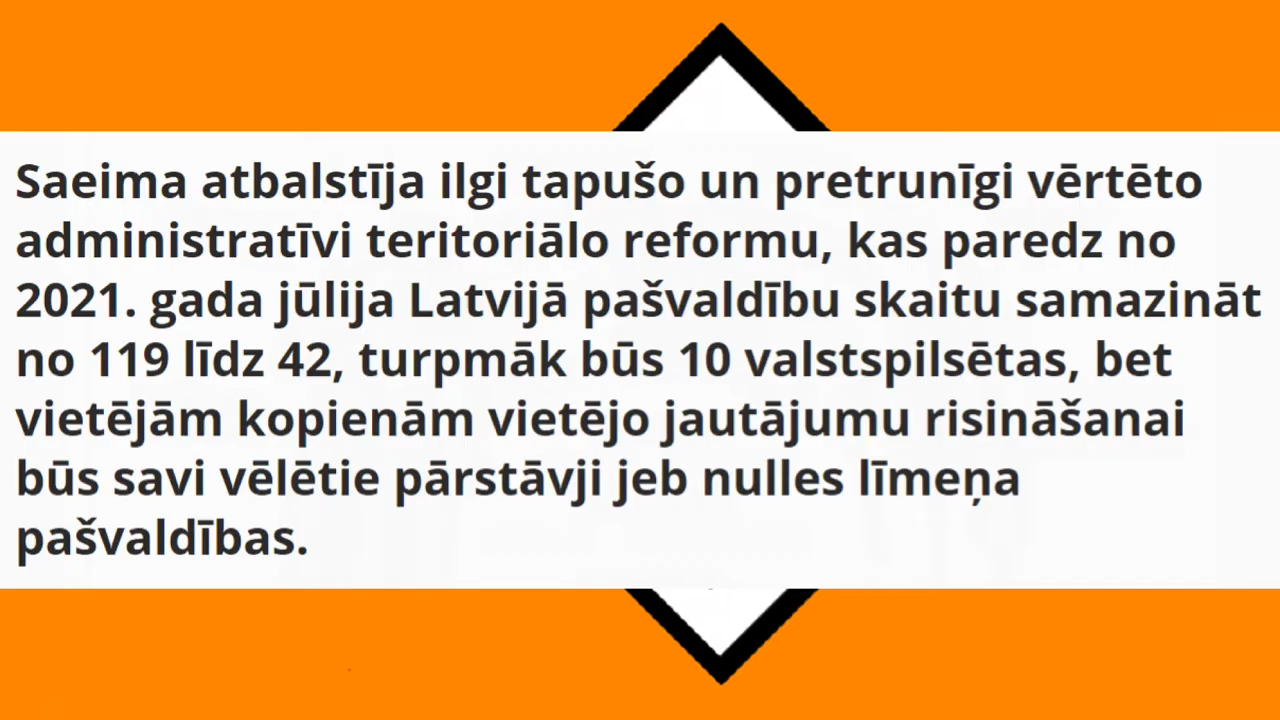 Saeima atbalstīja ilgi tapušo un pretrunīgi vērtēto
administratīvi teritoriālo reformu, kas paredz no
2021. gada jūlija Latvijā pašvaldību skaitu samazināt
no 119 līdz 42, turpmāk būs 10 valstspilsētas, bet
vietējām kopienām vietējo jautājumu risināšanai
būs savi vēlētie pārstāvji jeb nulles līmeņa
pašvaldības.